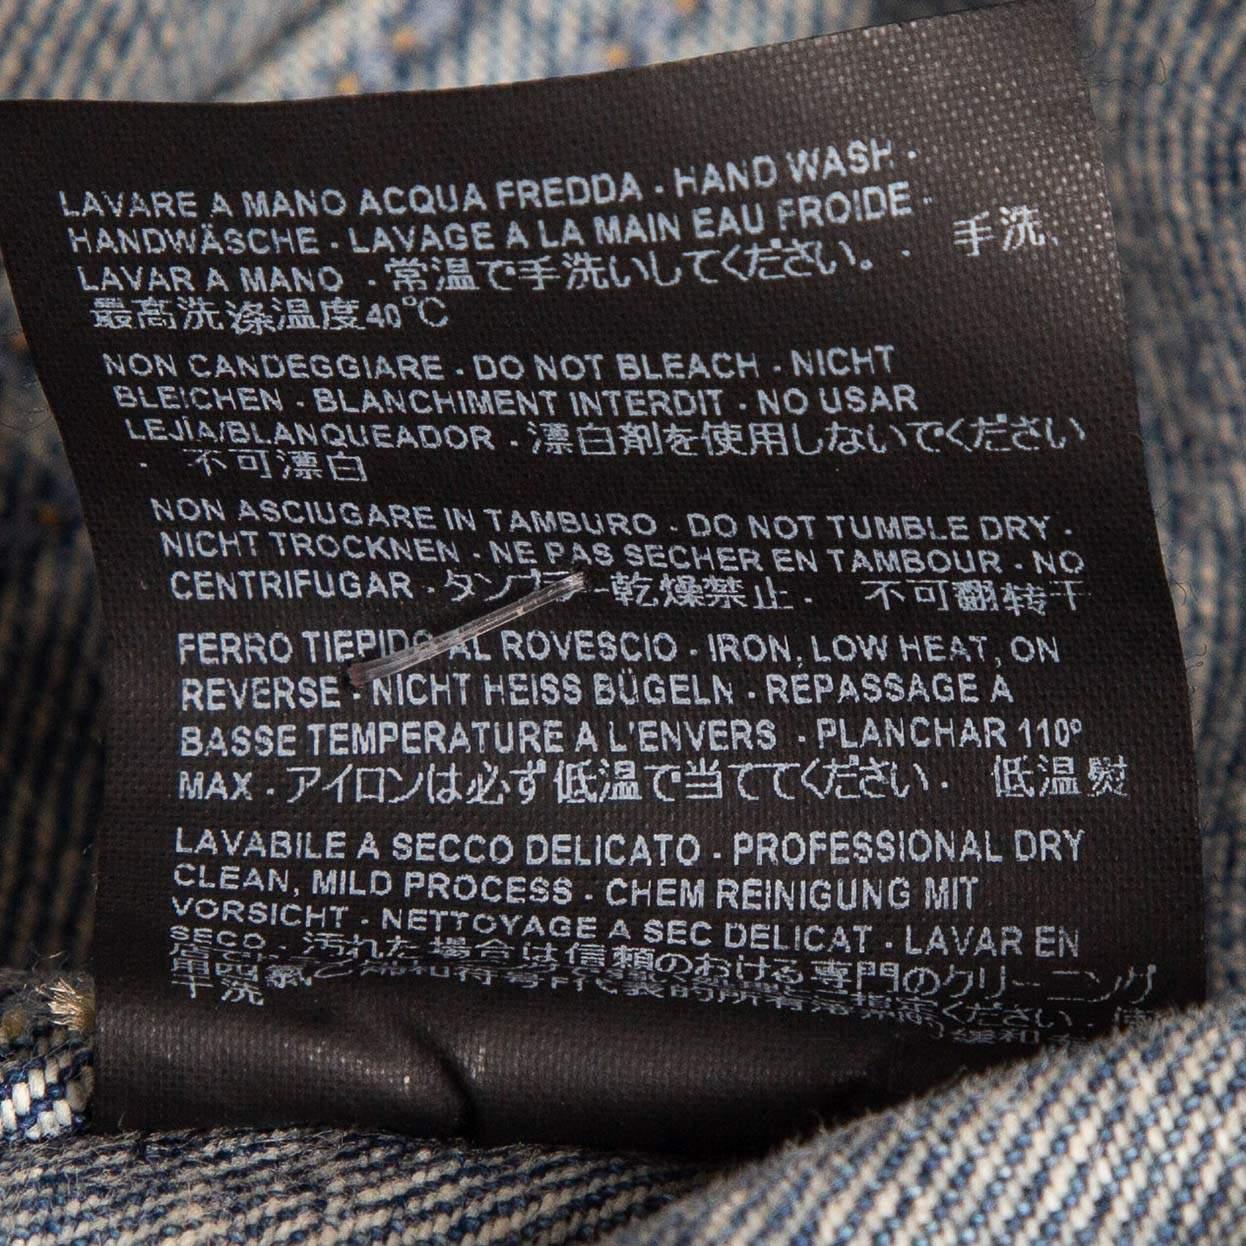 LAVARE A MANO ACQUA FREDDA · HAND WASH ·
HANDWÄSCHE · LAVAGE A LA MAIN EAU FROIDE ·
LAVAR A MANO · 常温で手洗いしてください。· 手洗,
最高洗涤温度40℃
NON CANDEGGIARE · DO NOT BLEACH · NICHT
BLEICHEN · BLANCHIMENT INTERDIT · NO USAR
LEJÍA/BLANQUEADOR · 漂白剤を使用しないでください
· 不可漂白
NON ASCIUGARE IN TAMBURO · DO NOT TUMBLE DRY ·
NICHT TROCKNEN · NE PAS SECHER EN TAMBOUR · NO
CENTRIFUGAR · タンブラー乾燥禁止 · 不可翻转干
FERRO TIEPIDO AL ROVESCIO · IRON, LOW HEAT, ON
REVERSE · NICHT HEISS BÜGELN · REPASSAGE A
BASSE TEMPERATURE A L'ENVERS · PLANCHAR 110º
MAX · アイロンは必ず低温で当ててください · 低温熨
LAVABILE A SECCO DELICATO · PROFESSIONAL DRY
CLEAN, MILD PROCESS · CHEM REINIGUNG MIT
VORSICHT · NETTOYAGE A SEC DELICAT · LAVAR EN
SECO · 汚れた場合は信頼のおける専門のクリーニング
ください ·
干洗